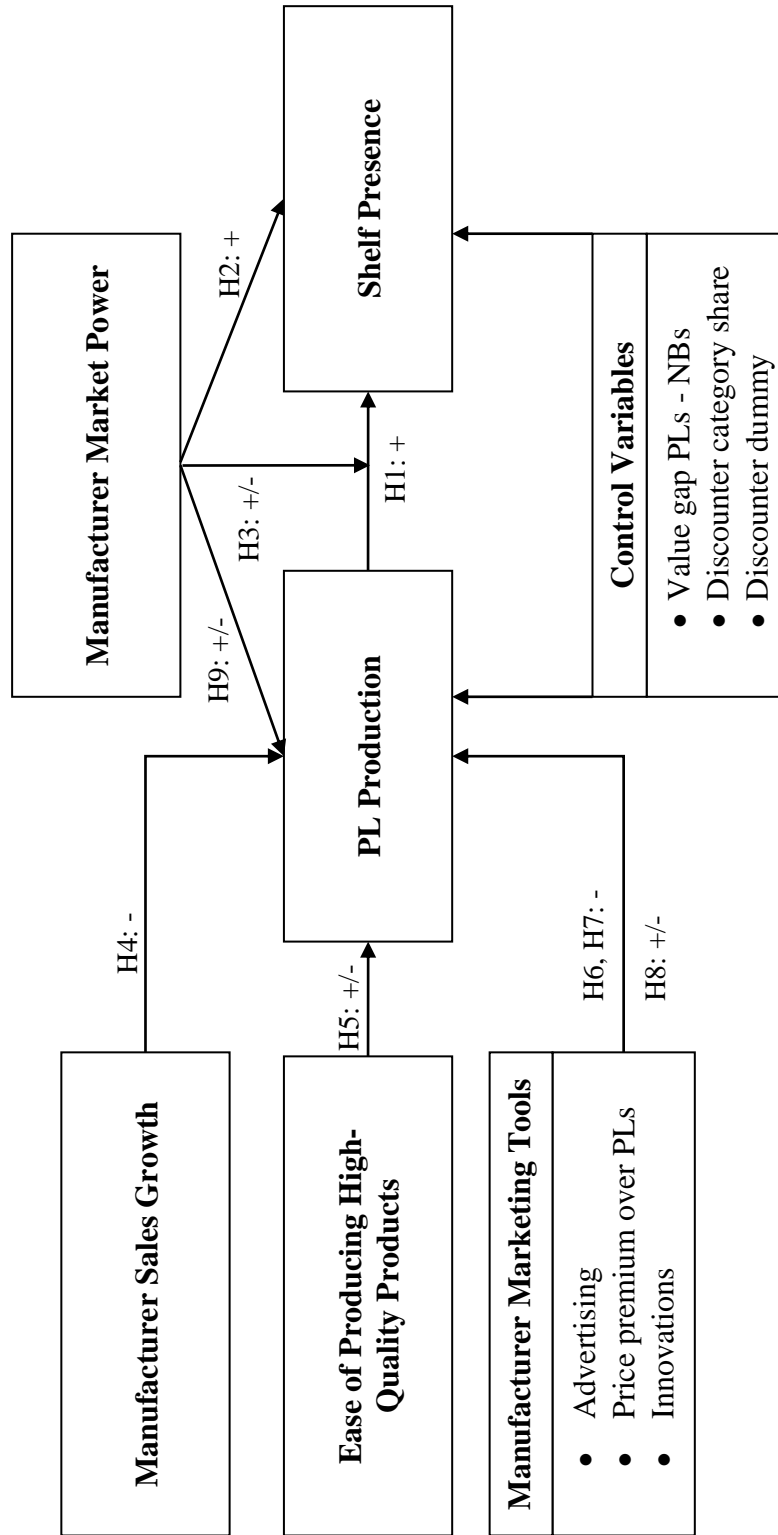 Manufacturer Sales Growth
Ease of Producing High-
Quality Products
Manufacturer Marketing Tools
● Advertising
● Price premium over PLs
● Innovations
H4: -
H5: +/-
H6, H7: -
H8: +/-
Manufacturer Market Power
H9: +/-
H3: +/-
H2: +
PL Production
H1: +
Shelf Presence
Control Variables
● Value gap PLs - NBs
● Discounter category share
● Discounter dummy